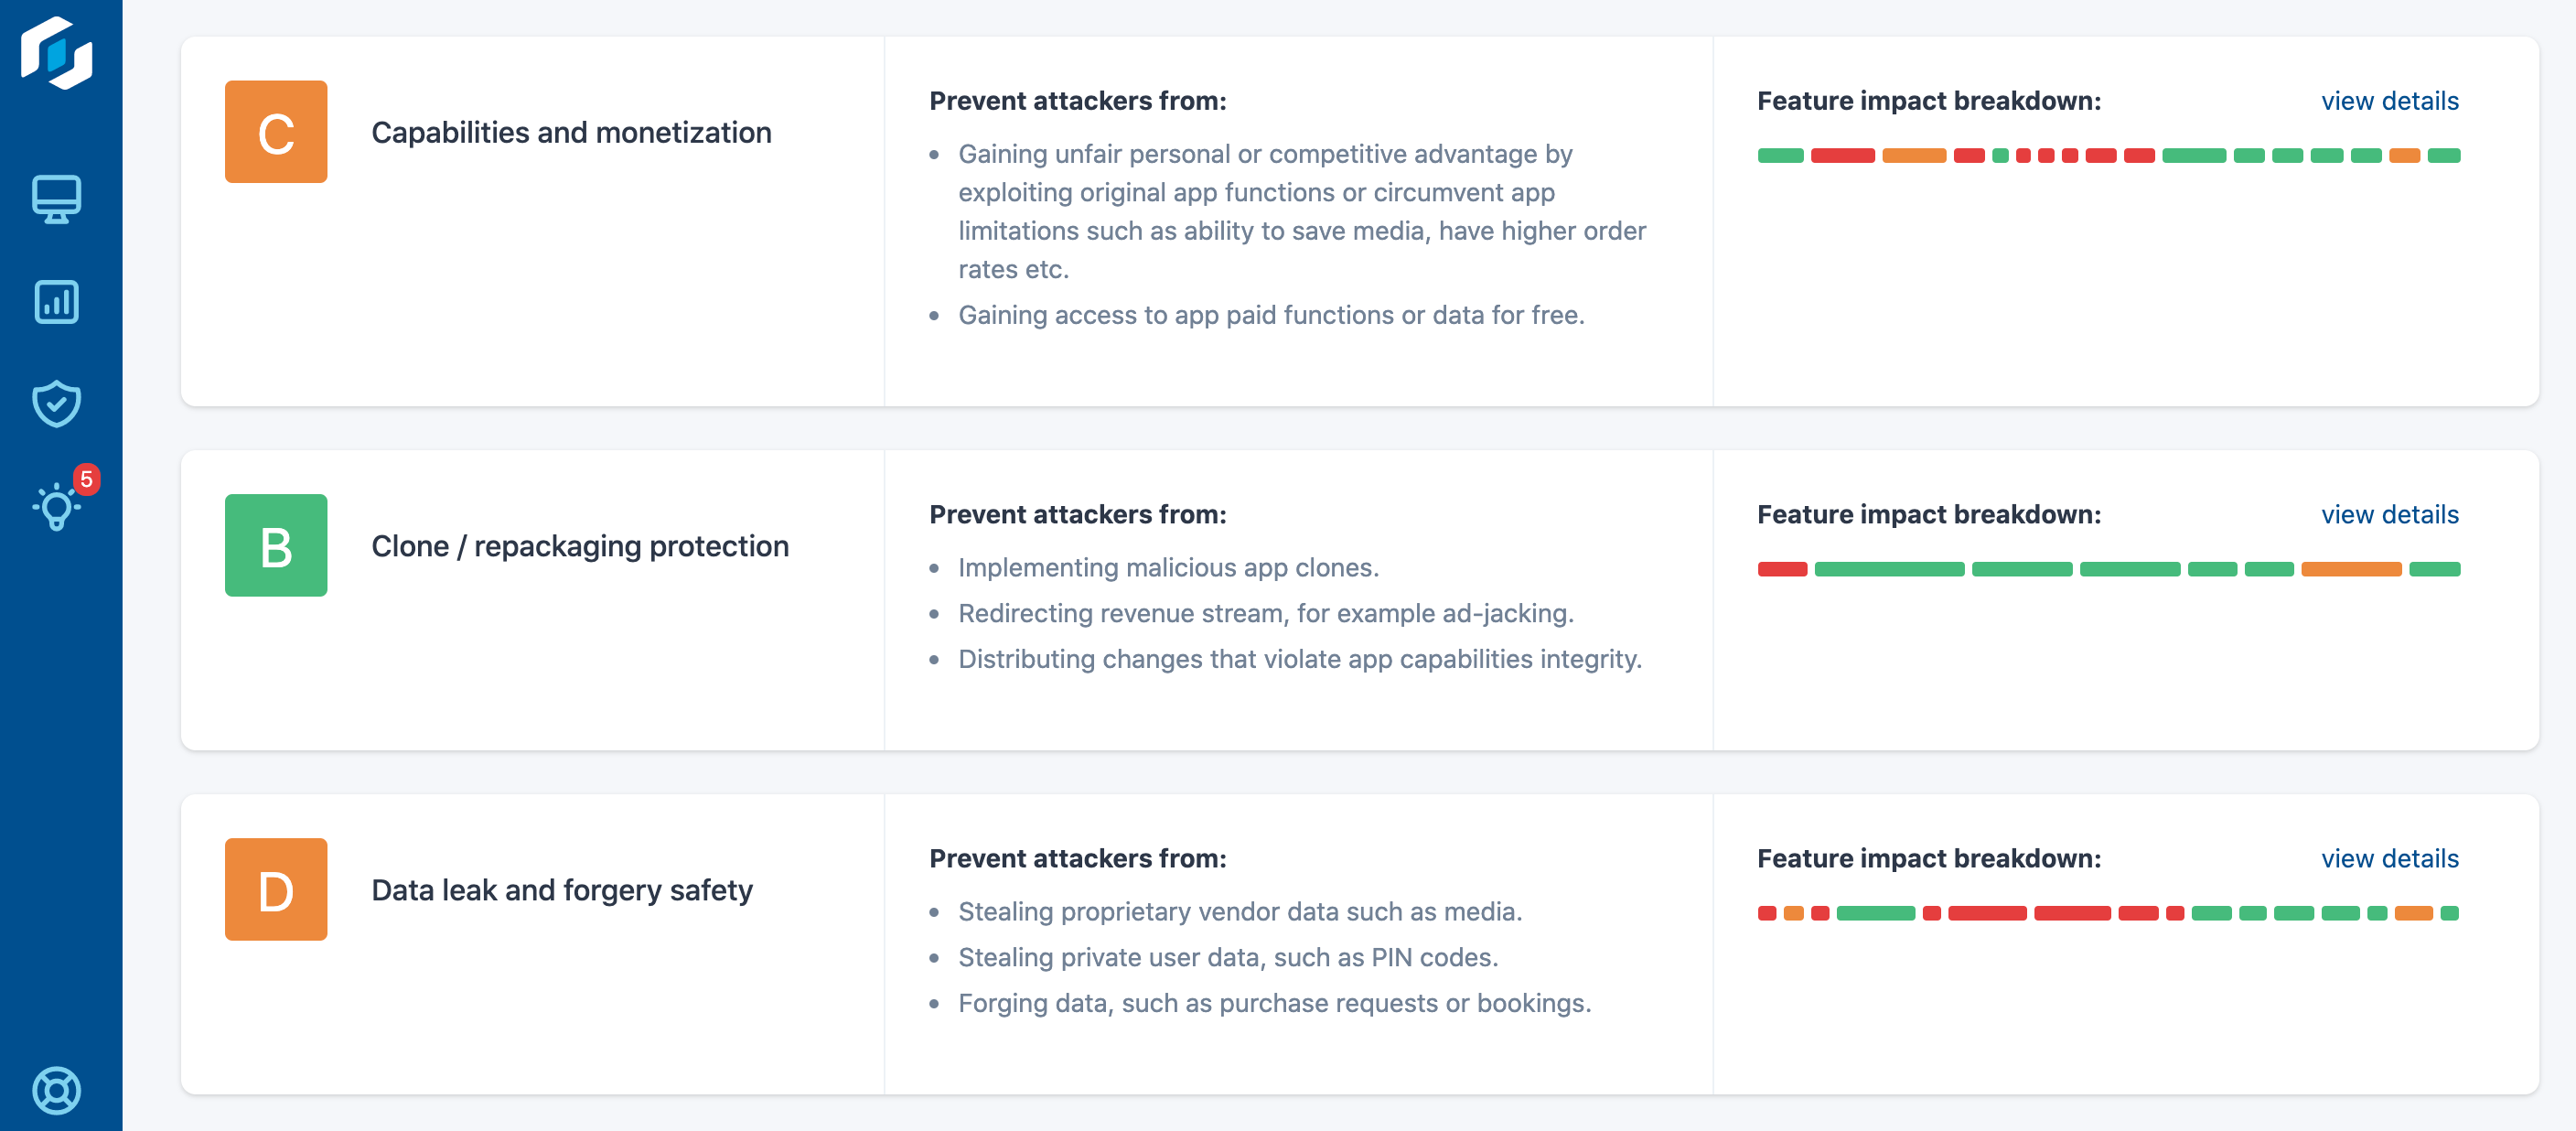 C
Capabilities and monetization
Prevent attackers from:
Gaining unfair personal or competitive advantage by
exploiting original app functions or circumvent app
limitations such as ability to save media, have higher order
rates etc.
Gaining access to app paid functions or data for free.
Feature impact breakdown:
view details
5
B
Clone / repackaging protection
Prevent attackers from:
Implementing malicious app clones.
Redirecting revenue stream, for example ad-jacking.
Distributing changes that violate app capabilities integrity.
Feature impact breakdown:
view details
D
Data leak and forgery safety
Prevent attackers from:
Stealing proprietary vendor data such as media.
Stealing private user data, such as PIN codes.
Forging data, such as purchase requests or bookings.
Feature impact breakdown:
view details